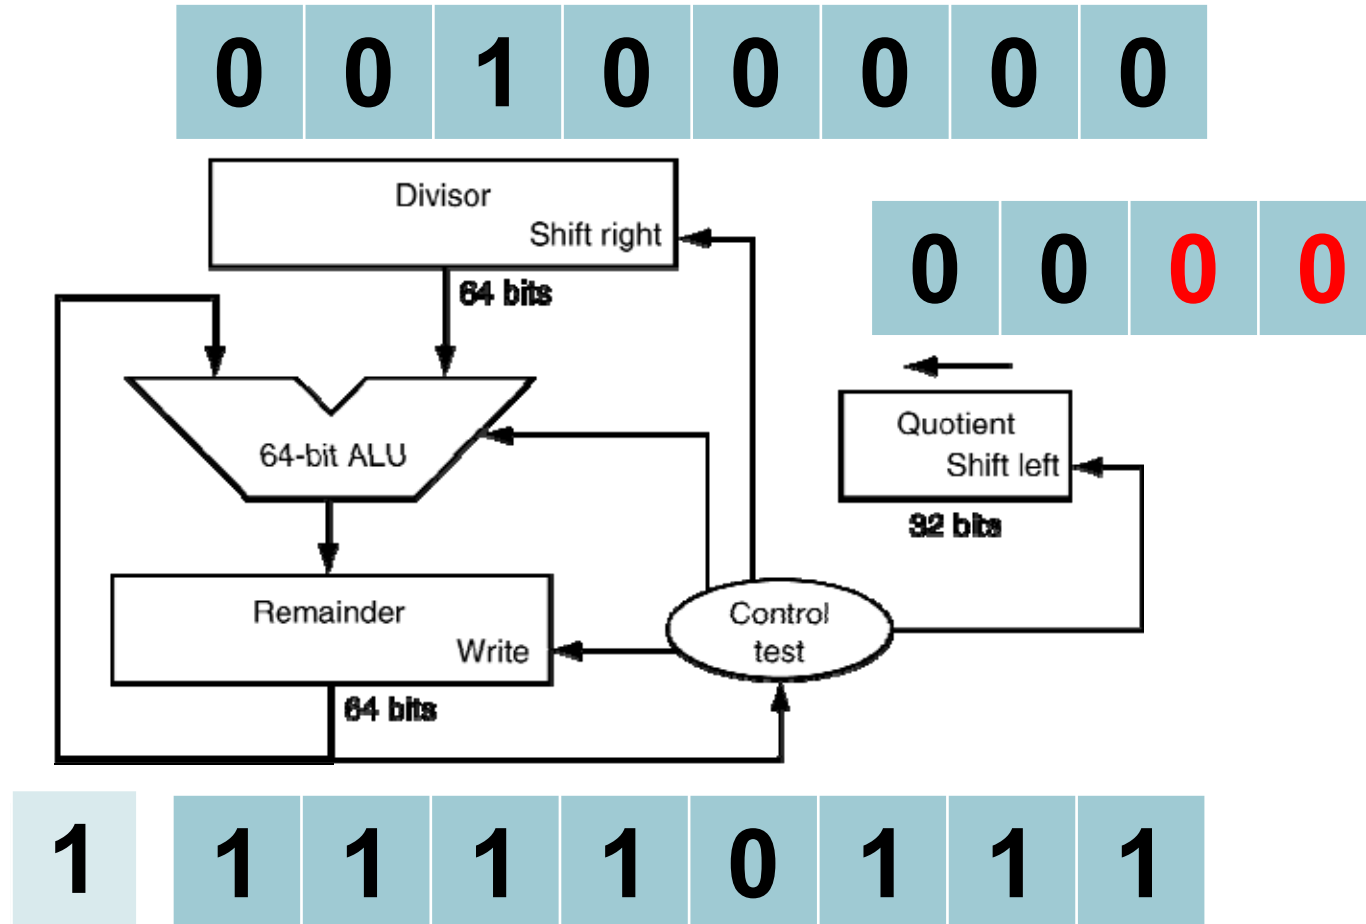 0 0 1 0 0 0 0 0
Divisor
Shift right
64 bits
0 0 0 0
64-bit ALU
Quotient
Shift left
32 bits
Remainder
Write
Control
test
64 bits
1 1 1 1 1 0 1 1 1